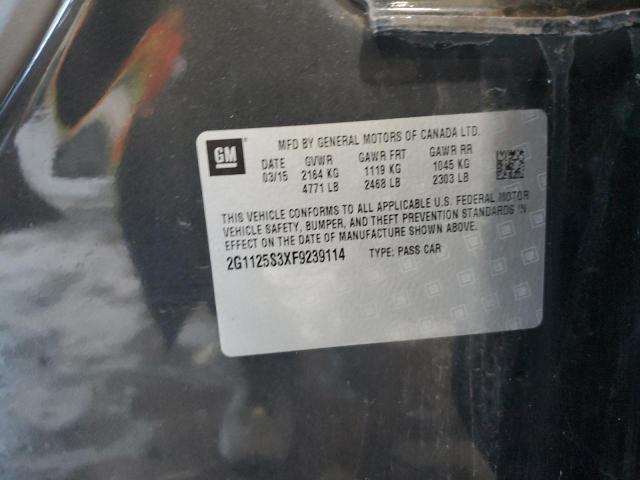 GM
MFD BY GENERAL MOTORS OF CANADA LTD.
DATE GVWR GAWR FRT GAWR RR
03/15 2164 KG 1119 KG 1045 KG
4771 LB 2468 LB 2303 LB
THIS VEHICLE CONFORMS TO ALL APPLICABLE U.S. FEDERAL MOTOR
VEHICLE SAFETY, BUMPER, AND THEFT PREVENTION STANDARDS IN
EFFECT ON THE DATE OF MANUFACTURE SHOWN ABOVE.
2G1125S3XF9239114 TYPE: PASS CAR